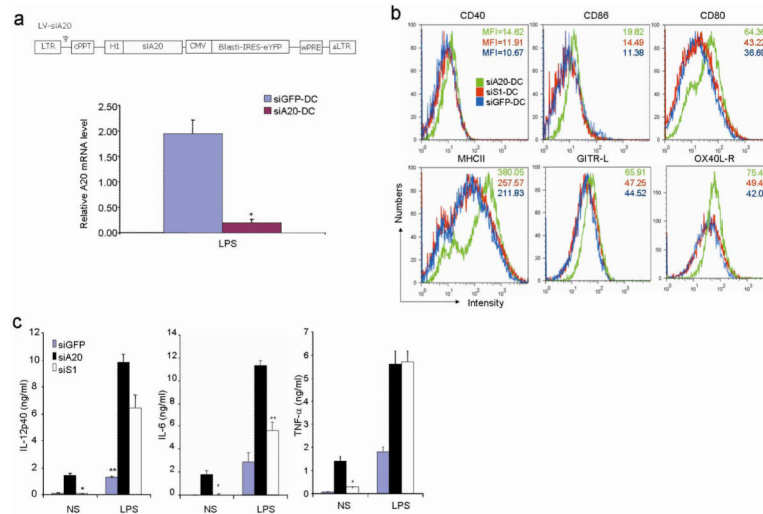 a
LV-siA20
LTR cPPT H1 siA20 CMV Blasti-IRES-eYFP wPRE ΔLTR
siGFP-DC
siA20-DC
Relative A20 mRNA level
2.50
2.00
1.50
1.00
0.50
0.00
*
LPS
b
CD40 CD86 CD80
MFI=14.62 19.82 64.36
MFI=11.91 14.49 43.22
MFI=10.67 11.38 36.69
siA20-DC
siS1-DC
siGFP-DC
MHCII GITR-L OX40L-R
380.05 65.91 75.4
257.57 47.25 49.4
211.83 44.52 42.0
Numbers
Intensity
c
siGFP
siA20
siS1
IL-12p40 (ng/ml)
12
10
8
6
4
2
0
* **
NS LPS
IL-6 (ng/ml)
14
12
10
8
6
4
2
0
* **
NS LPS
TNF-α (ng/ml)
7
6
5
4
3
2
1
0
*
NS LPS